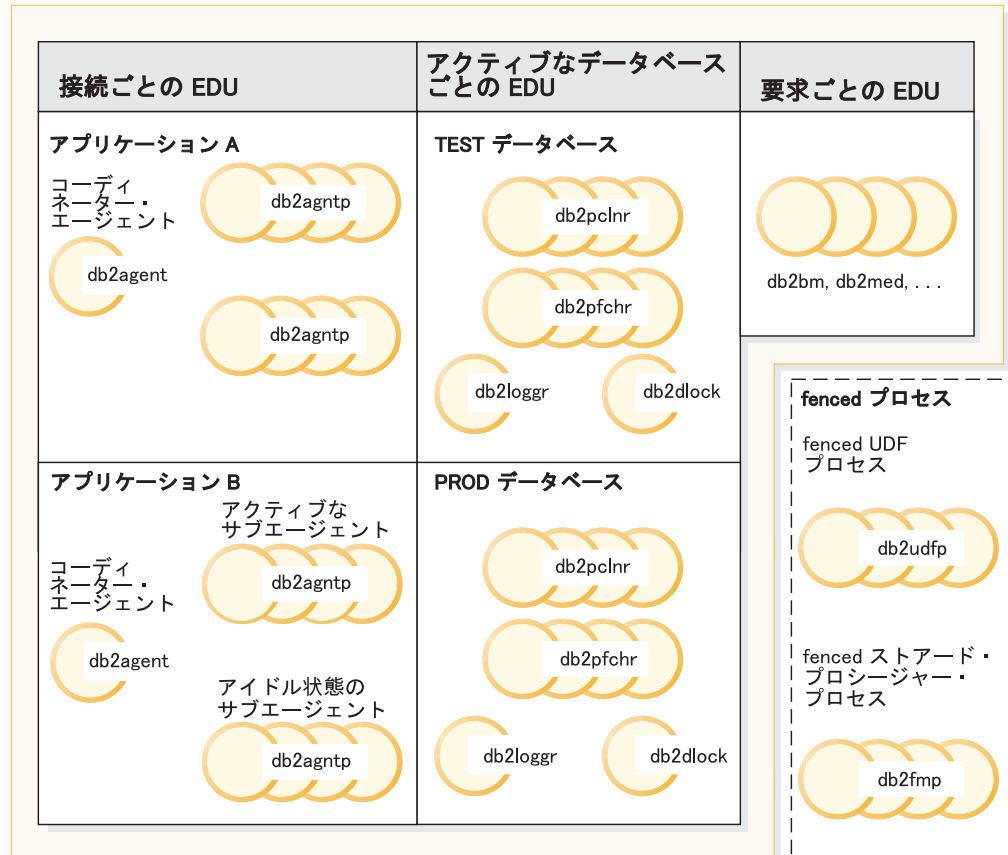 接続ごとの EDU
アクティブなデータベース
ごとの EDU
要求ごとの EDU
アプリケーション A
コーディ
ネーター・
エージェント
db2agent
db2agntp
db2agntp
TEST データベース
db2pclnr
db2pfchr
db2loggr
db2dlock
db2bm, db2med, . . .
アプリケーション B
コーディ
ネーター・
エージェント
db2agent
アクティブな
サブエージェント
db2agntp
アイドル状態の
サブエージェント
db2agntp
PROD データベース
db2pclnr
db2pfchr
db2loggr
db2dlock
fenced プロセス
fenced UDF
プロセス
db2udfp
fenced ストアード・
プロシージャー・
プロセス
db2fmp